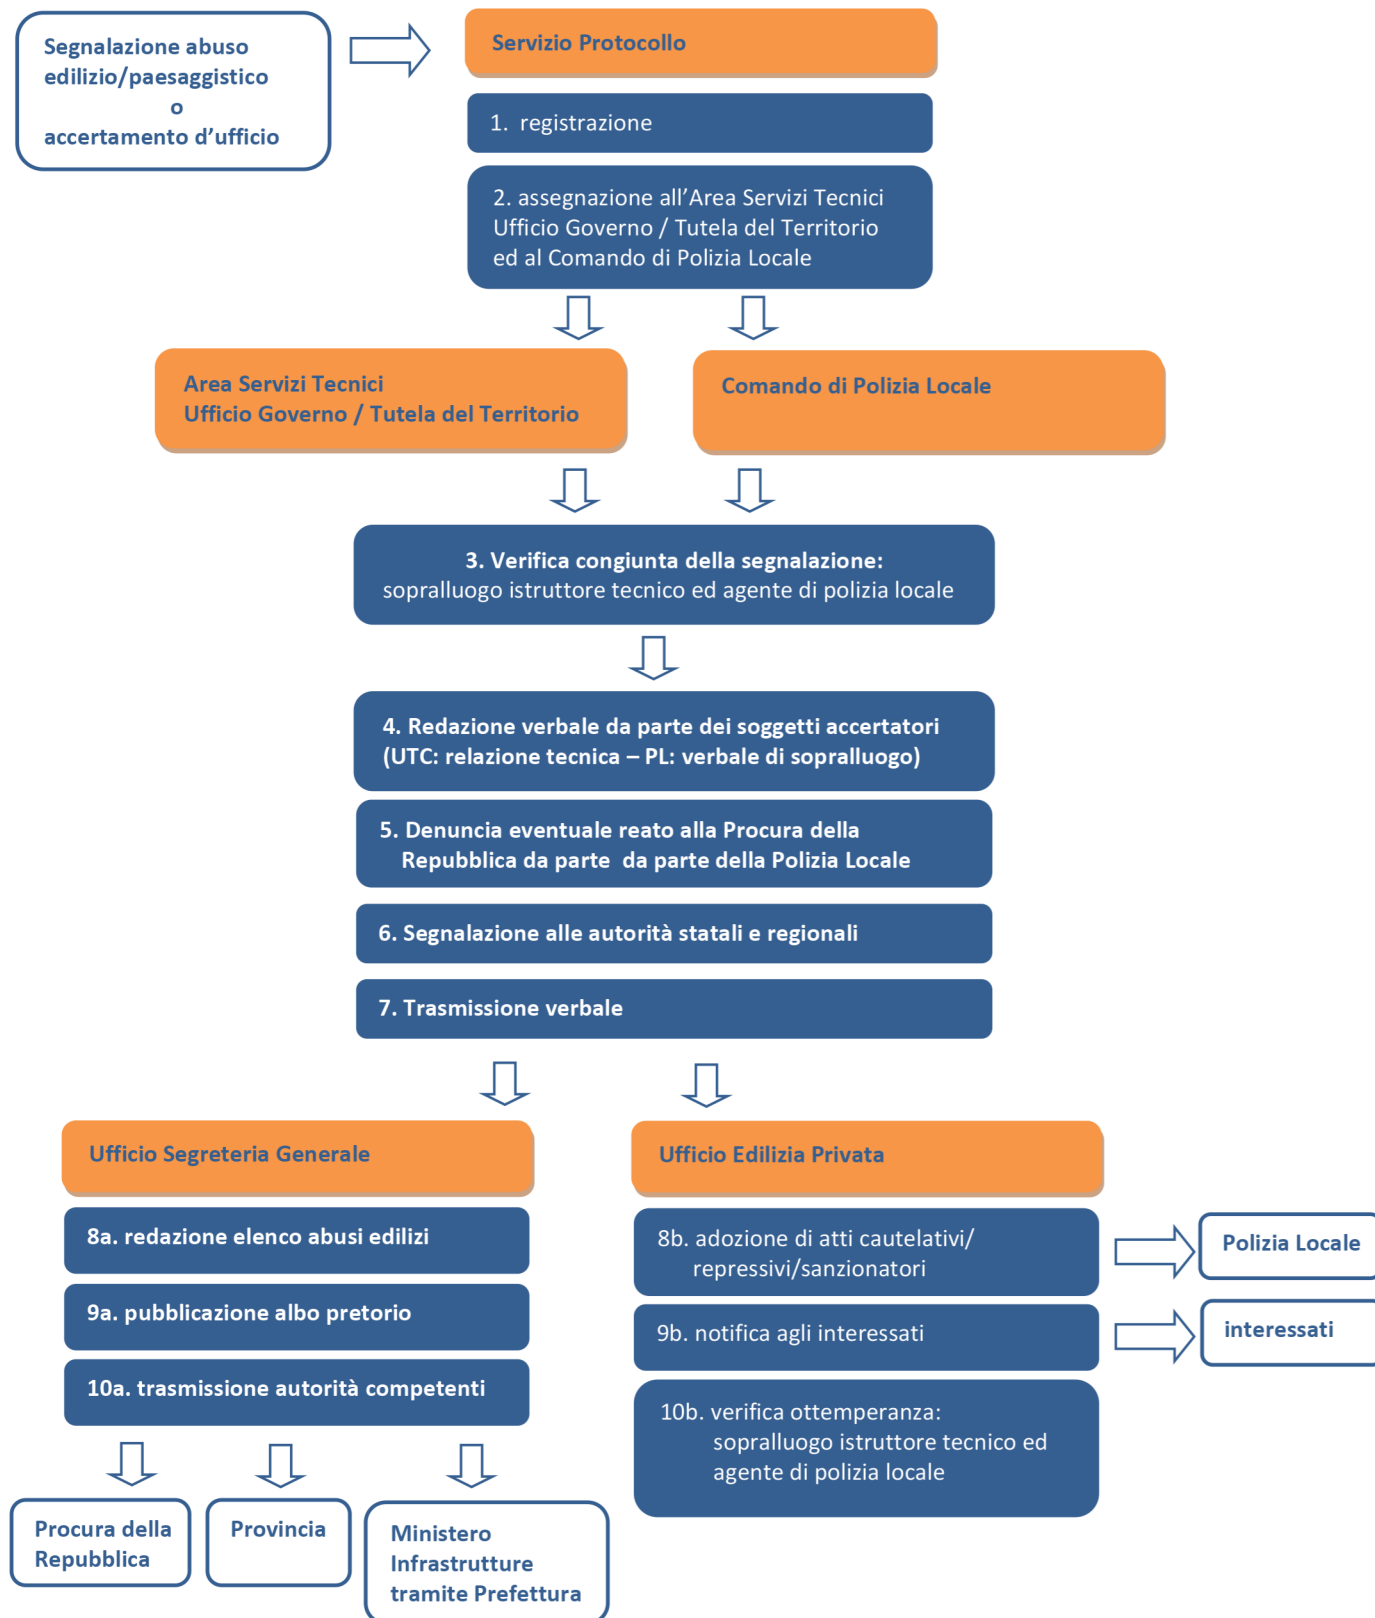 Segnalazione abuso
edilizio/paesaggistico
o
accertamento d'ufficio
Servizio Protocollo
1. registrazione
2. assegnazione all'Area Servizi Tecnici
Ufficio Governo / Tutela del Territorio
ed al Comando di Polizia Locale
Area Servizi Tecnici
Ufficio Governo / Tutela del Territorio
Comando di Polizia Locale
3. Verifica congiunta della segnalazione:
sopralluogo istruttore tecnico ed agente di polizia locale
4. Redazione verbale da parte dei soggetti accertatori
(UTC: relazione tecnica – PL: verbale di sopralluogo)
5. Denuncia eventuale reato alla Procura della
Repubblica da parte da parte della Polizia Locale
6. Segnalazione alle autorità statali e regionali
7. Trasmissione verbale
Ufficio Segreteria Generale
8a. redazione elenco abusi edilizi
9a. pubblicazione albo pretorio
10a. trasmissione autorità competenti
Procura della
Repubblica
Provincia
Ministero
Infrastrutture
tramite Prefettura
Ufficio Edilizia Privata
8b. adozione di atti cautelativi/
repressivi/sanzionatori
Polizia Locale
9b. notifica agli interessati
interessati
10b. verifica ottemperanza:
sopralluogo istruttore tecnico ed
agente di polizia locale